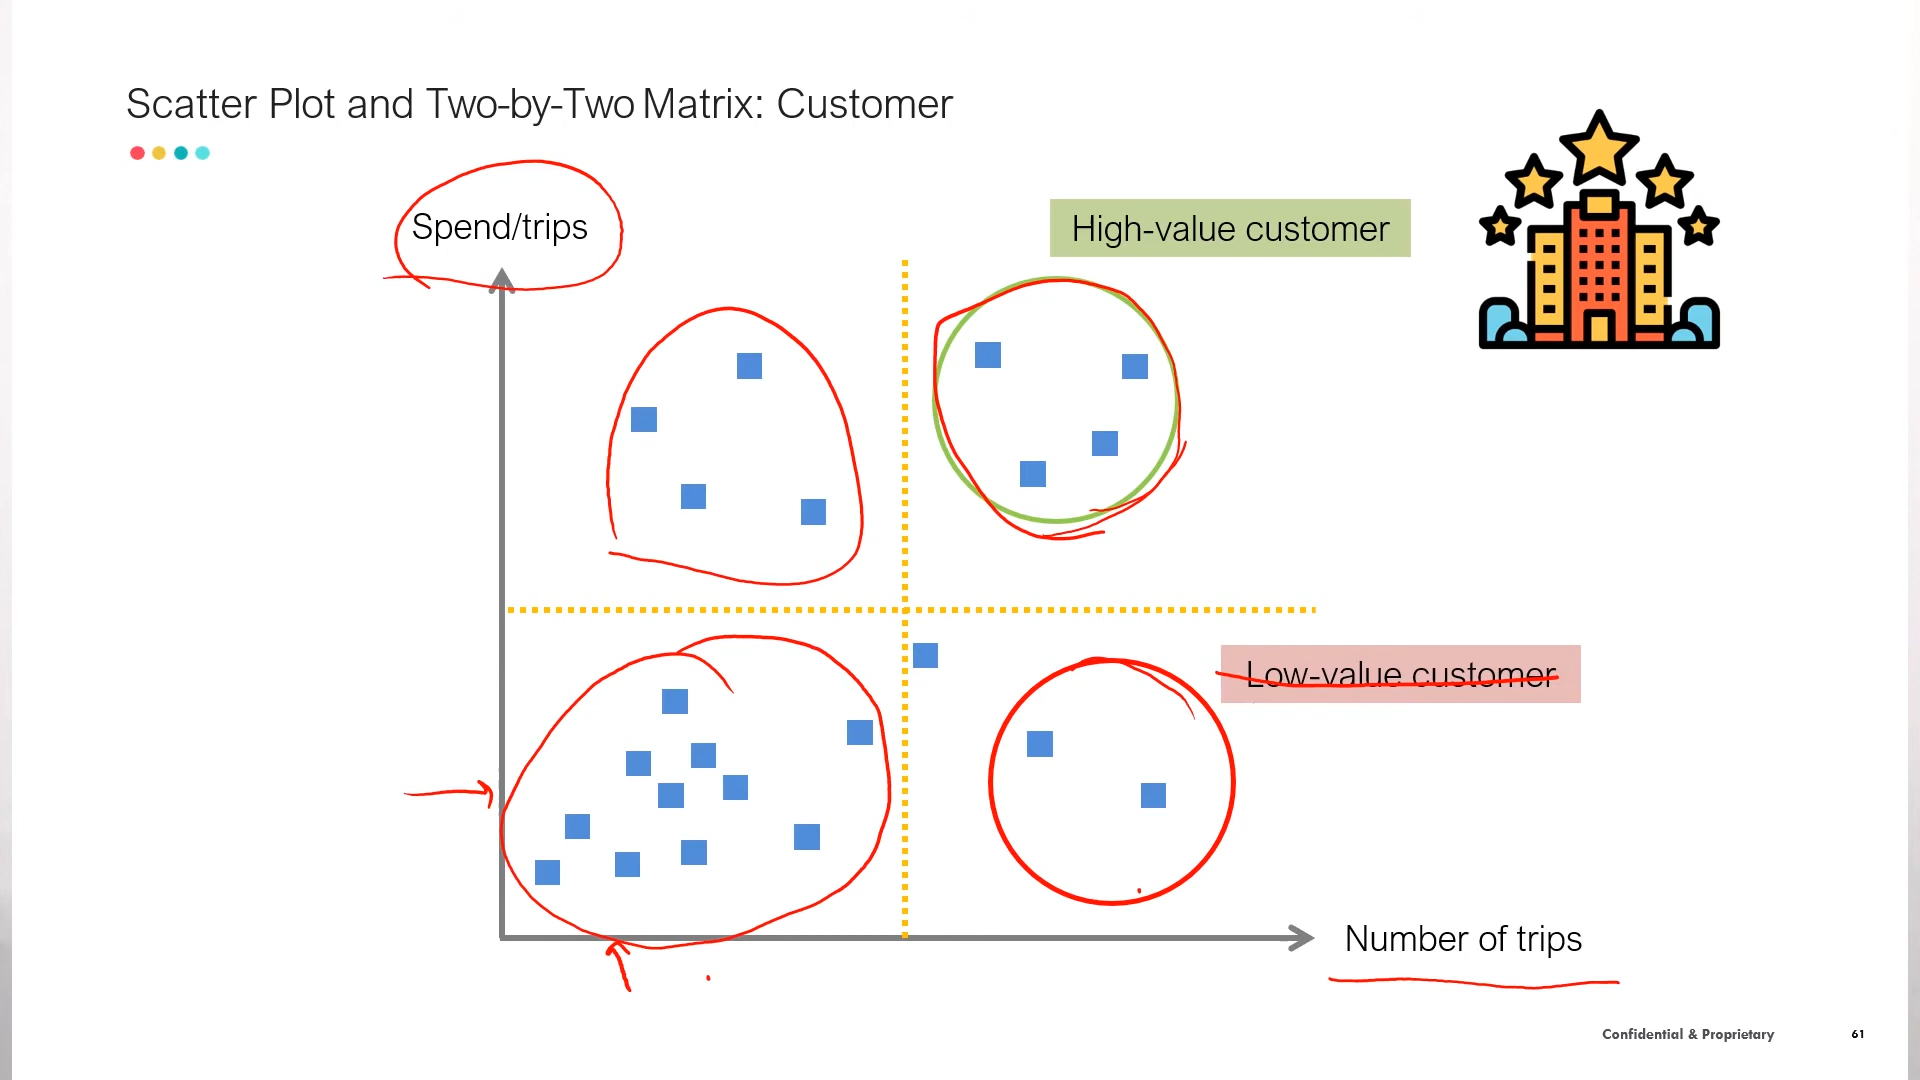 Scatter Plot and Two-by-Two Matrix: Customer
Spend/trips
High-value customer
Low-value customer
Number of trips
Confidential & Proprietary
61